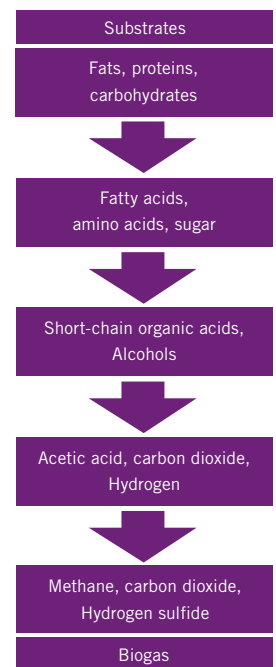 Substrates
Fats, proteins,
carbohydrates
Fatty acids,
amino acids, sugar
Short-chain organic acids,
Alcohols
Acetic acid, carbon dioxide,
Hydrogen
Methane, carbon dioxide,
Hydrogen sulfide
Biogas